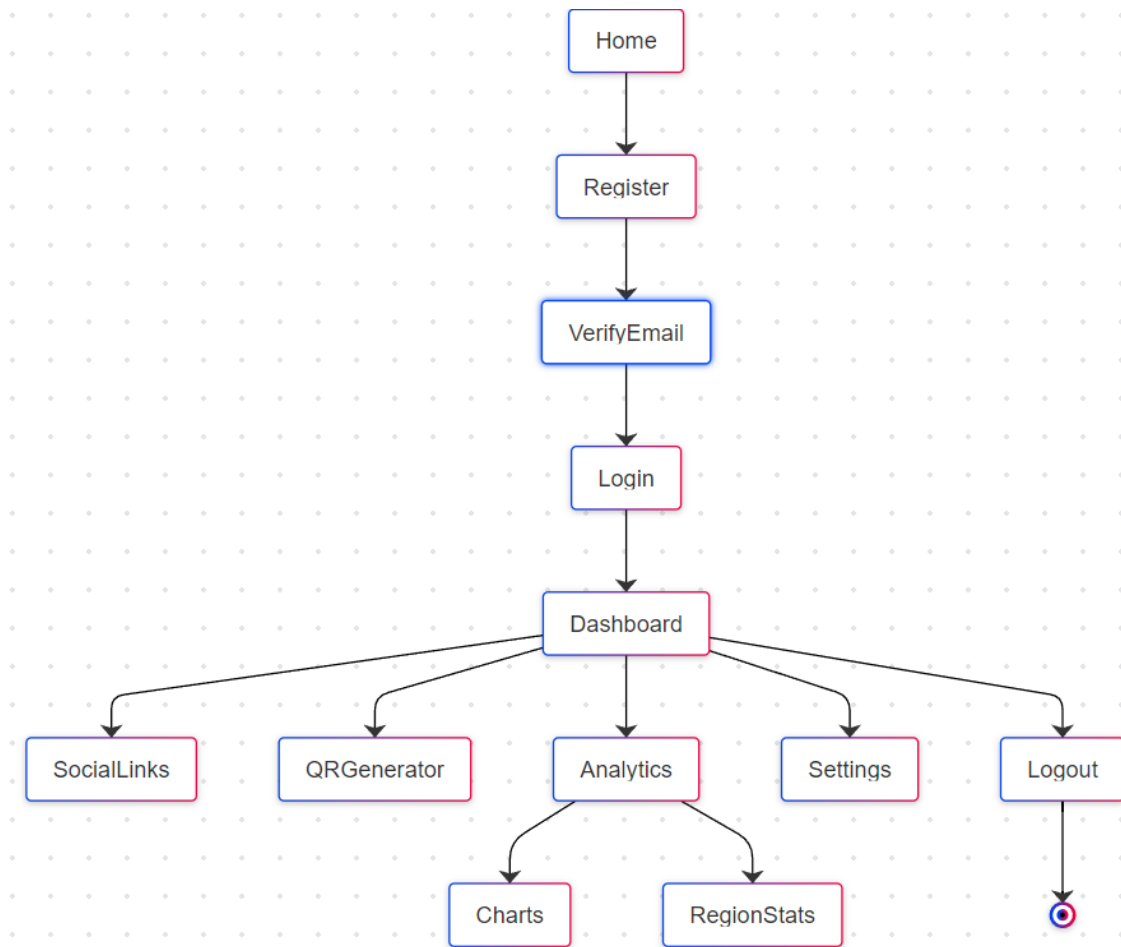 Home
Register
VerifyEmail
Login
Dashboard
SocialLinks
QRGenerator
Analytics
Settings
Logout
Charts
RegionStats